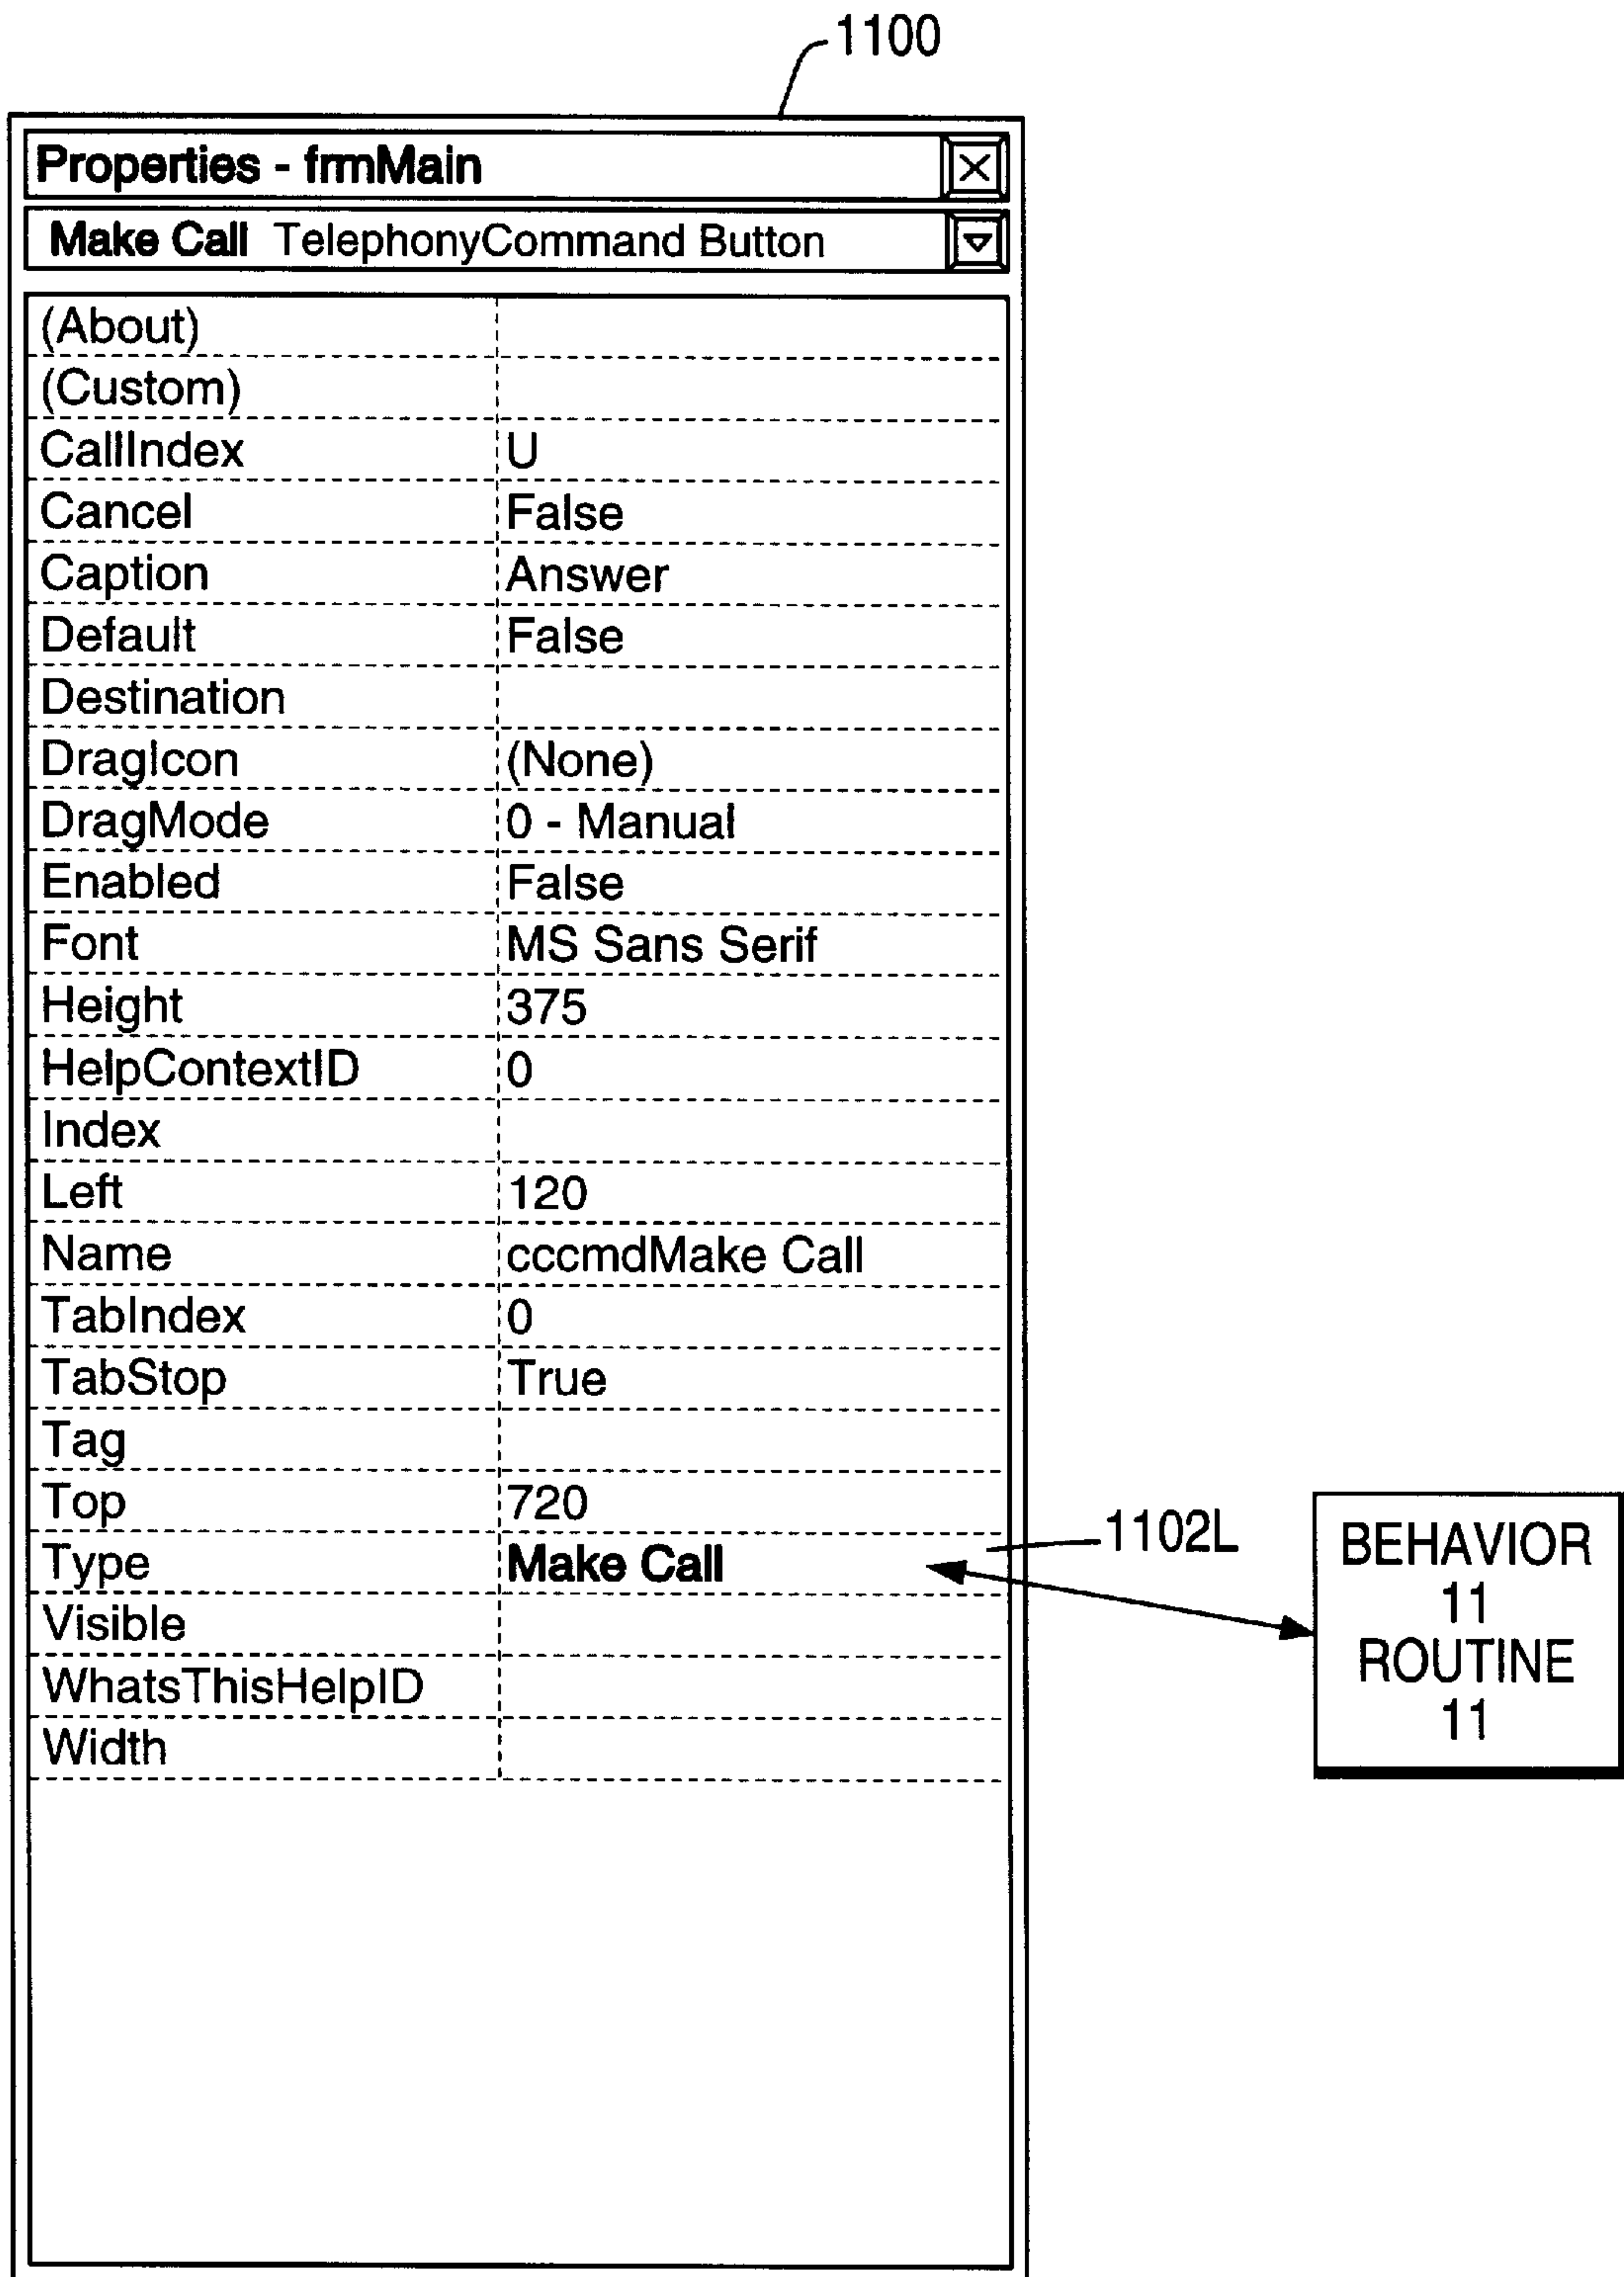 1100
Properties - frmMain
Make Call TelephonyCommand Button
(About)
(Custom)
CallIndex U
Cancel False
Caption Answer
Default False
Destination
DragIcon (None)
DragMode 0 - Manual
Enabled False
Font MS Sans Serif
Height 375
HelpContextID 0
Index
Left 120
Name cccmdMake Call
TabIndex 0
TabStop True
Tag
Top 720
Type Make Call
Visible
WhatsThisHelpID
Width
1102L
BEHAVIOR
11
ROUTINE
11